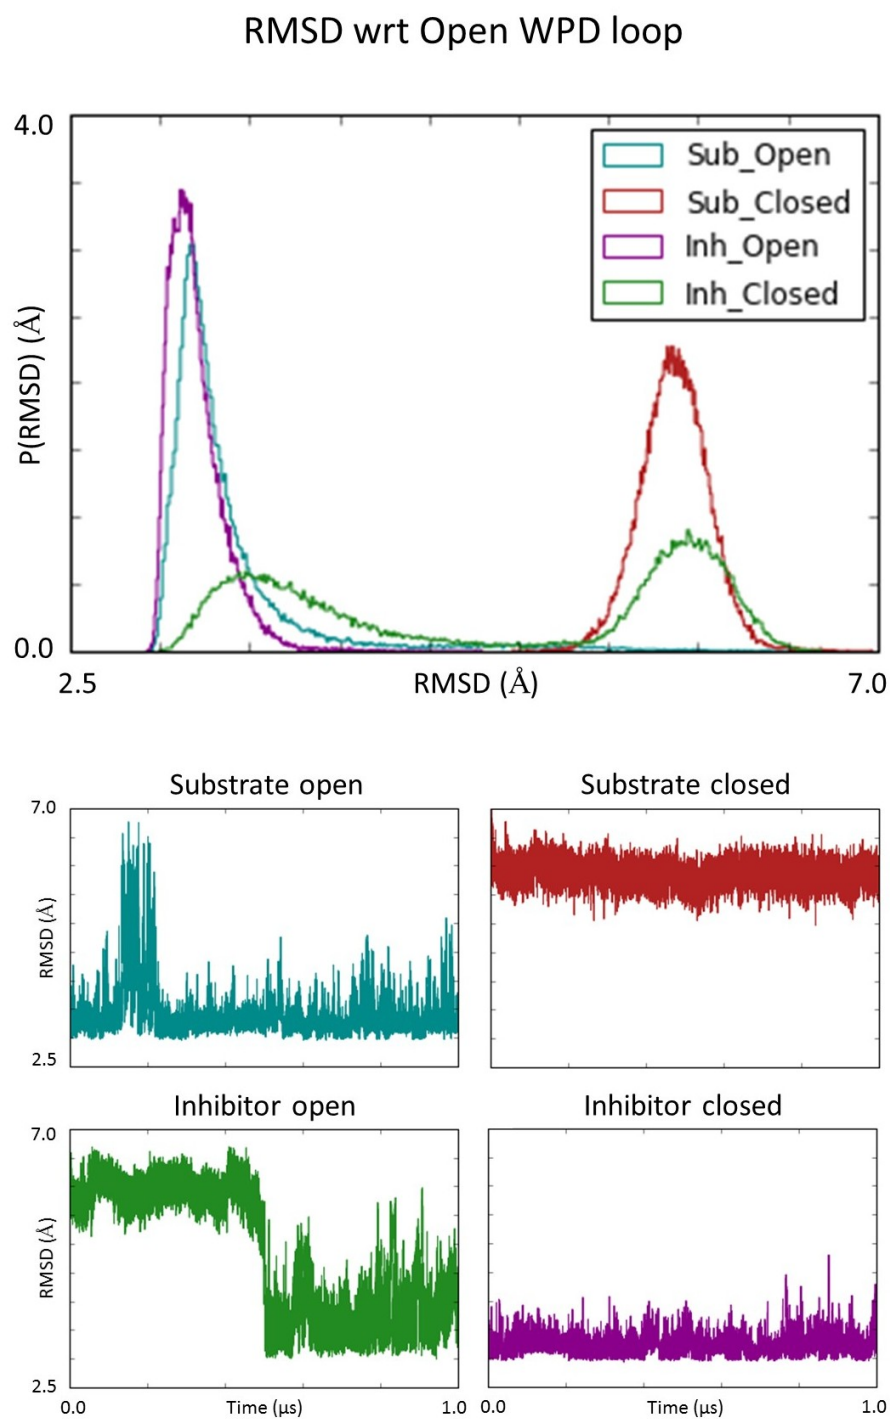 RMSD wrt Open WPD loop
4.0
Sub_Open
Sub_Closed
Inh_Open
Inh_Closed
P(RMSD) (Å)
0.0
2.5 RMSD (Å) 7.0
Substrate open Substrate closed
7.0
RMSD (Å)
2.5
Inhibitor open Inhibitor closed
7.0
RMSD (Å)
2.5
0.0 Time (μs) 1.0 0.0 Time (μs) 1.0